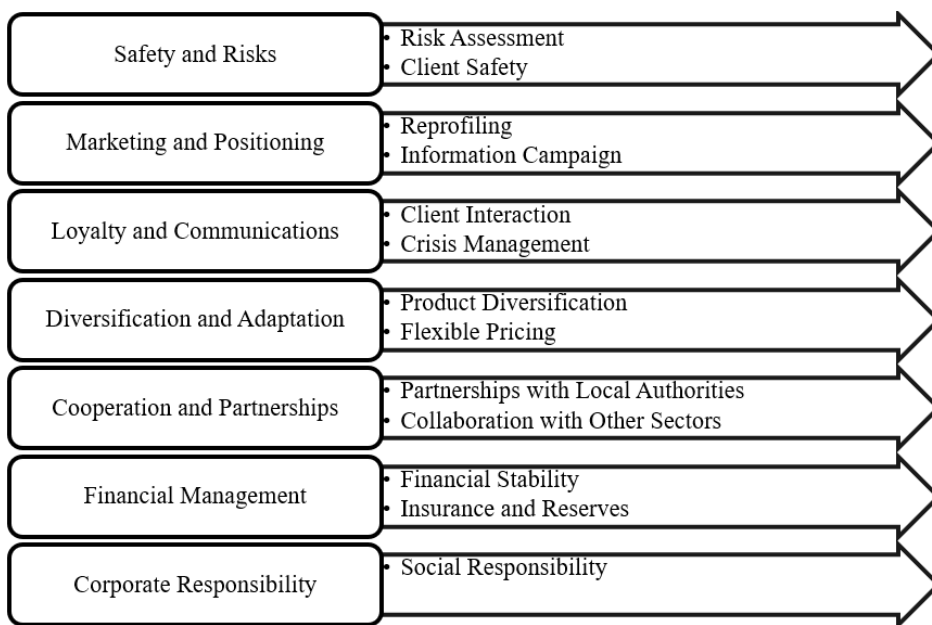 Safety and Risks
• Risk Assessment
• Client Safety
Marketing and Positioning
• Reprofiling
• Information Campaign
Loyalty and Communications
• Client Interaction
• Crisis Management
Diversification and Adaptation
• Product Diversification
• Flexible Pricing
Cooperation and Partnerships
• Partnerships with Local Authorities
• Collaboration with Other Sectors
Financial Management
• Financial Stability
• Insurance and Reserves
Corporate Responsibility
• Social Responsibility